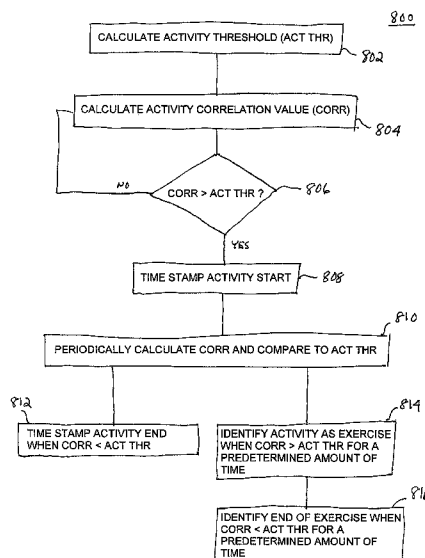 800
CALCULATE ACTIVITY THRESHOLD (ACT THR)
802
CALCULATE ACTIVITY CORRELATION VALUE (CORR)
804
CORR > ACT THR ?
806
NO
YES
TIME STAMP ACTIVITY START
808
810
PERIODICALLY CALCULATE CORR AND COMPARE TO ACT THR
812
TIME STAMP ACTIVITY END
WHEN CORR < ACT THR
814
IDENTIFY ACTIVITY AS EXERCISE
WHEN CORR > ACT THR FOR A
PREDETERMINED AMOUNT OF
TIME
IDENTIFY END OF EXERCISE WHEN
CORR < ACT THR FOR A
PREDETERMINED AMOUNT OF
TIME